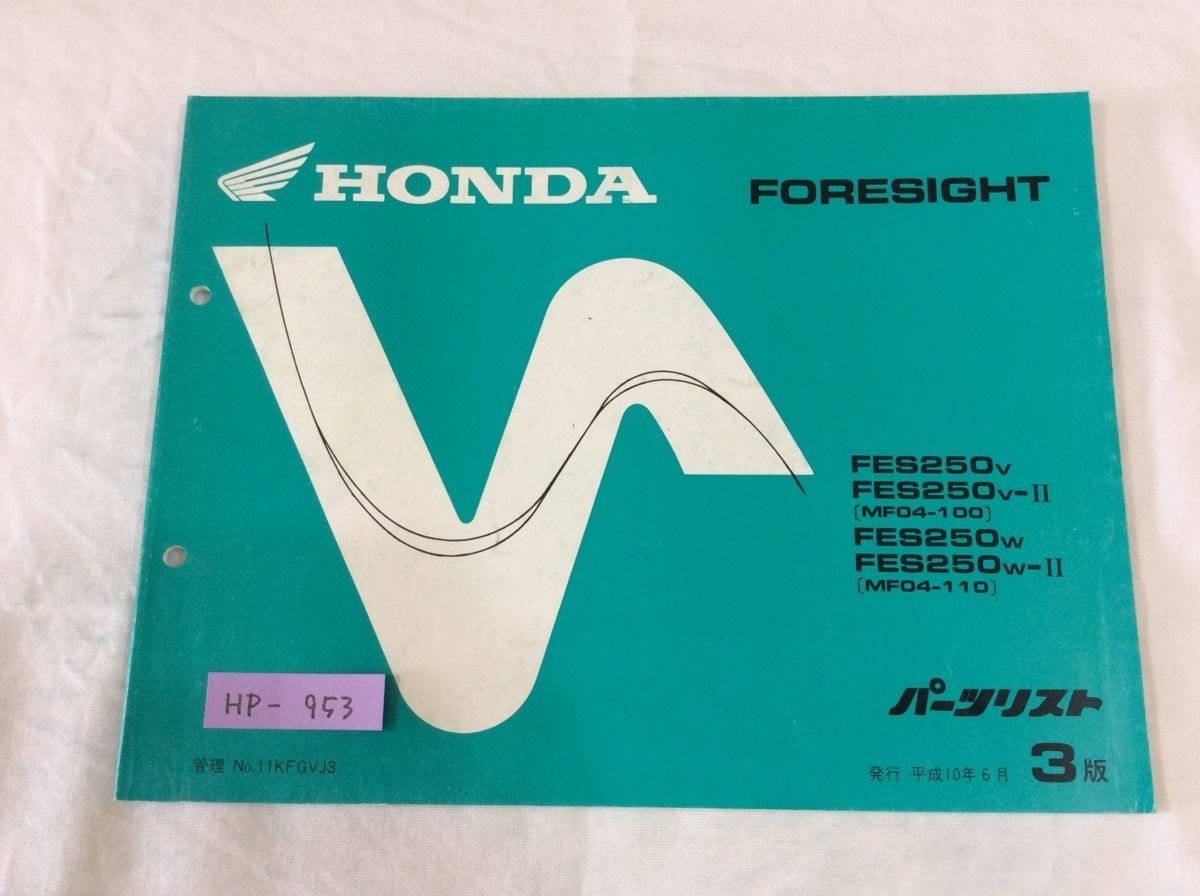 HONDA
FORESIGHT
FES250V
FES250V-II
〔MF04-100〕
FES250W
FES250W-II
〔MF04-110〕
HP- 953
パーツリスト
管理 No.11KFGVJ3
発行 平成10年6月 3版